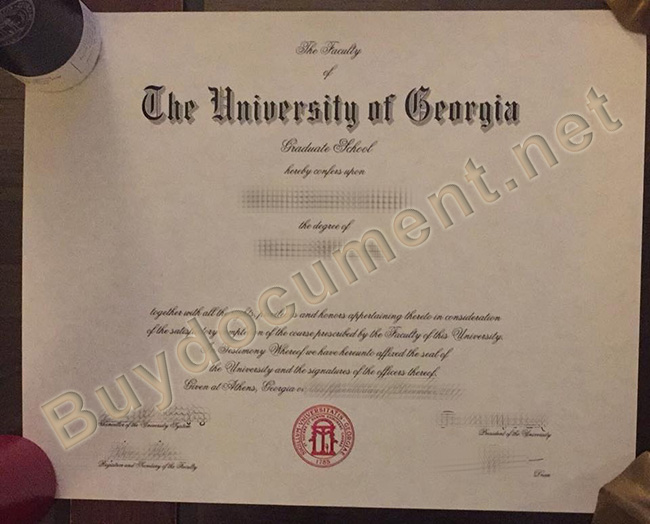 The Faculty
of
The University of Georgia
Graduate School
hereby confers upon
the degree of
together with all the and honors appertaining thereto in consideration
of the satisfactory completion of the course prescribed by the Faculty of this University.
Testimony Whereof we have hereunto affixed the seal of
the University and the signatures of the officers thereof.
Given at Athens, Georgia
Chancellor of the University System
President of the University
Registrar and Secretary of the Faculty
Dean
1785
Buydocument.net